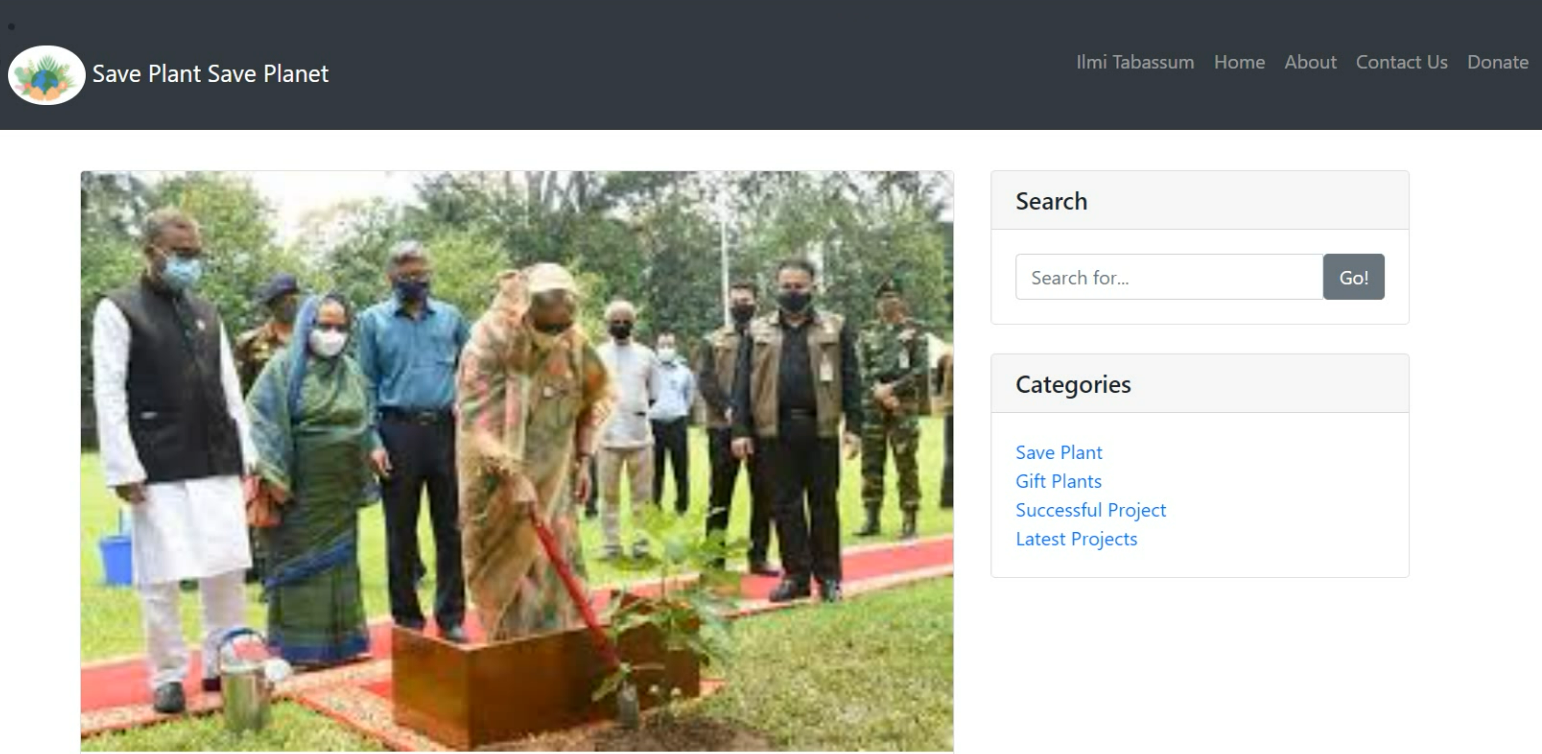 Save Plant Save Planet
Ilmi Tabassum Home About Contact Us Donate
Search
Search for...
Go!
Categories
Save Plant
Gift Plants
Successful Project
Latest Projects